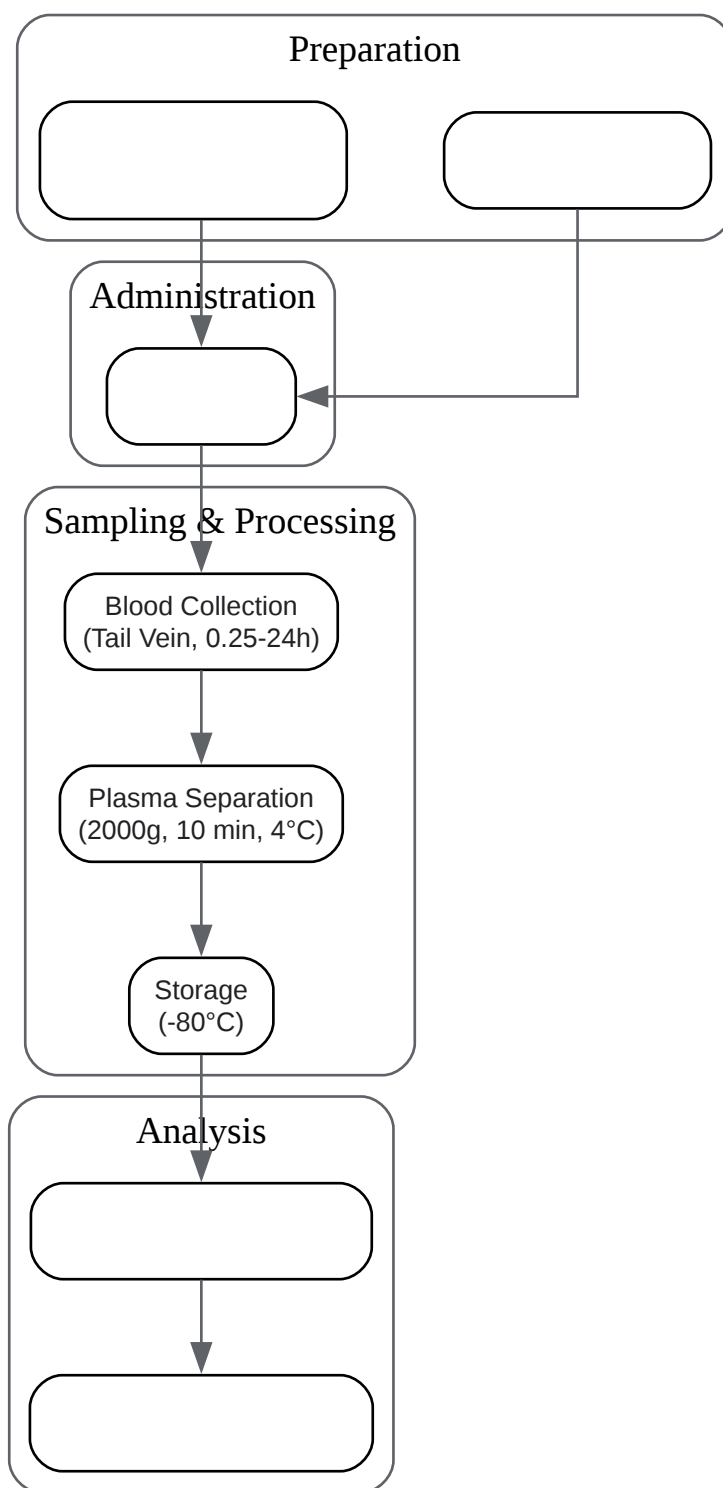 Preparation
Administration
Sampling & Processing
Blood Collection
(Tail Vein, 0.25-24h)
Plasma Separation
(2000g, 10 min, 4°C)
Storage
(-80°C)
Analysis